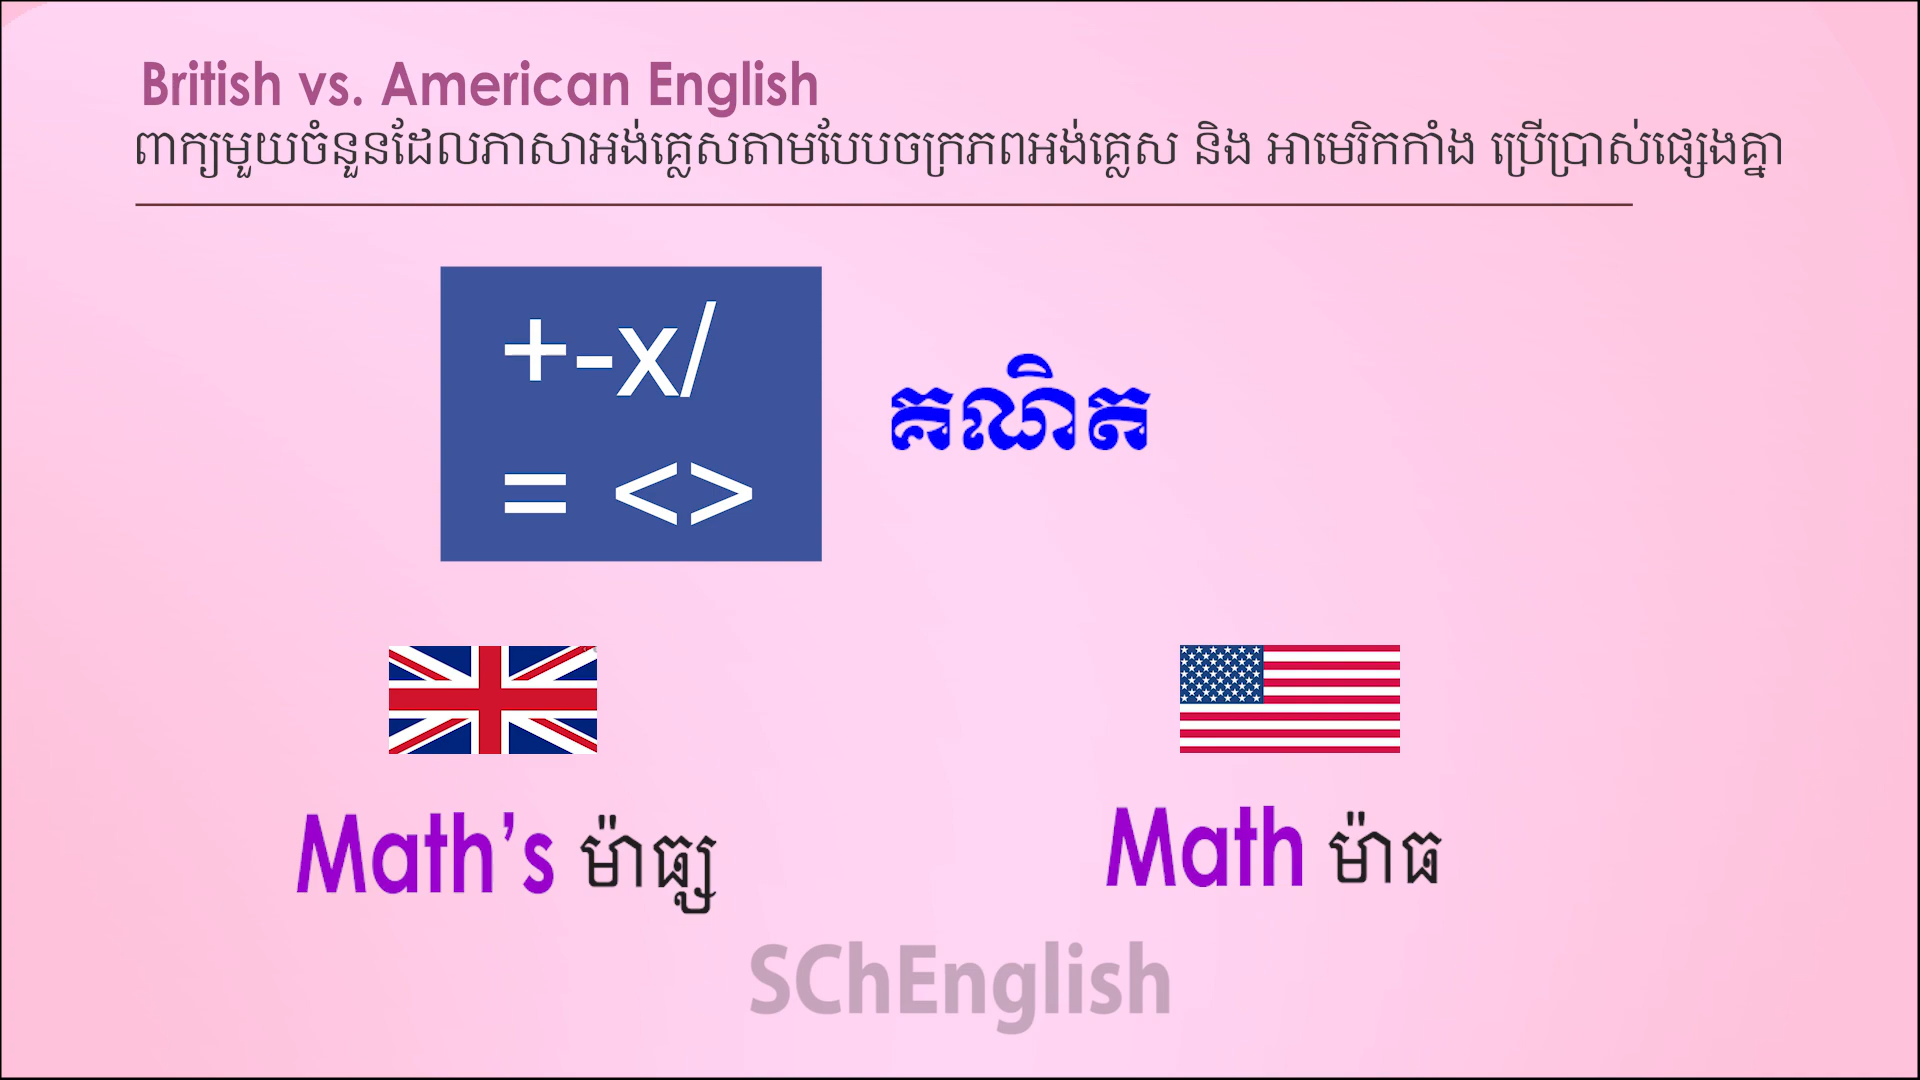 British vs. American English
ពាក្យមួយចំនួនដែលភាសាអង់គ្លេសតាមបែបចក្រភពអង់គ្លេស និង អាមេរិកកាំង ប្រើប្រាស់ផ្សេងគ្នា
+-x/
= <>
គណិត
Math’s ម៉ាធ្ស
Math ម៉ាធ
SChEnglish